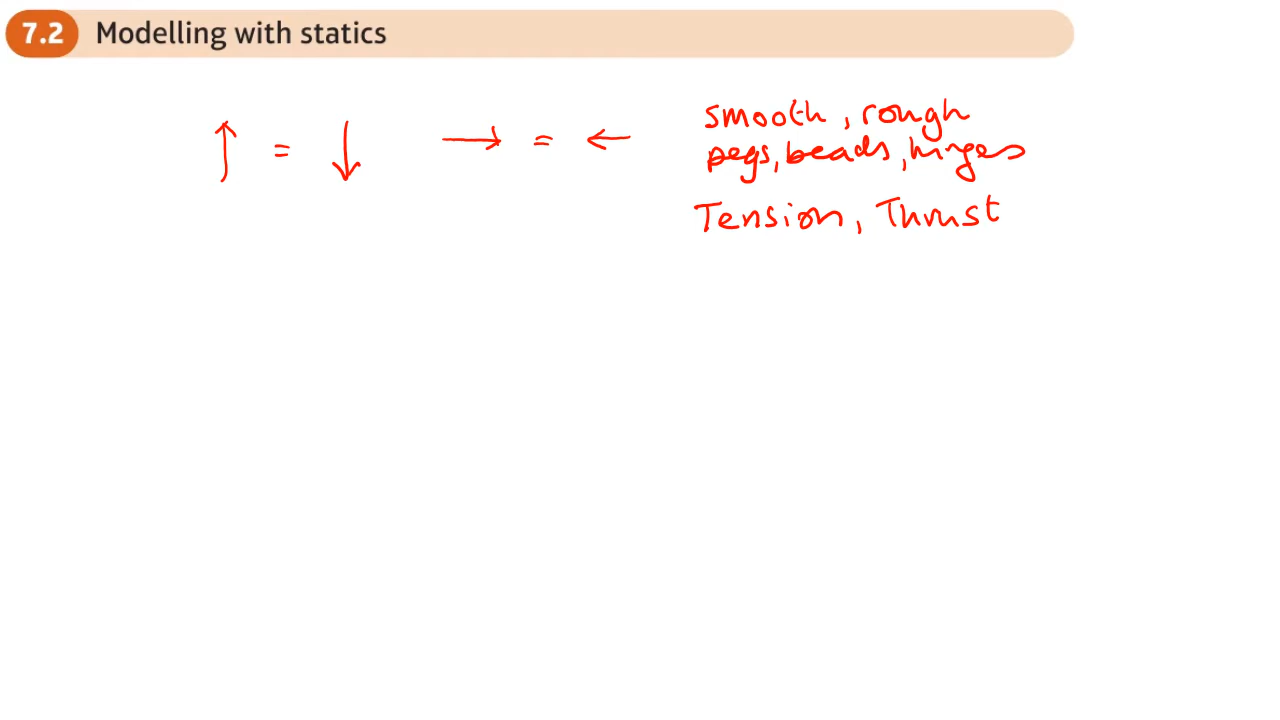 7.2 Modelling with statics
↑ = ↓ → = ←
smooth, rough
pegs, beads, hinges
Tension, Thrust